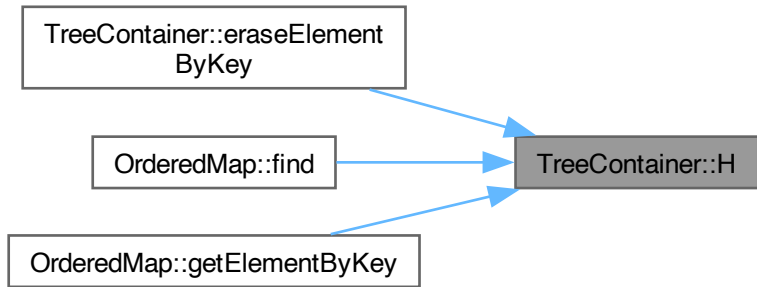 TreeContainer::eraseElement
ByKey
OrderedMap::find
TreeContainer::H
OrderedMap::getElementByKey